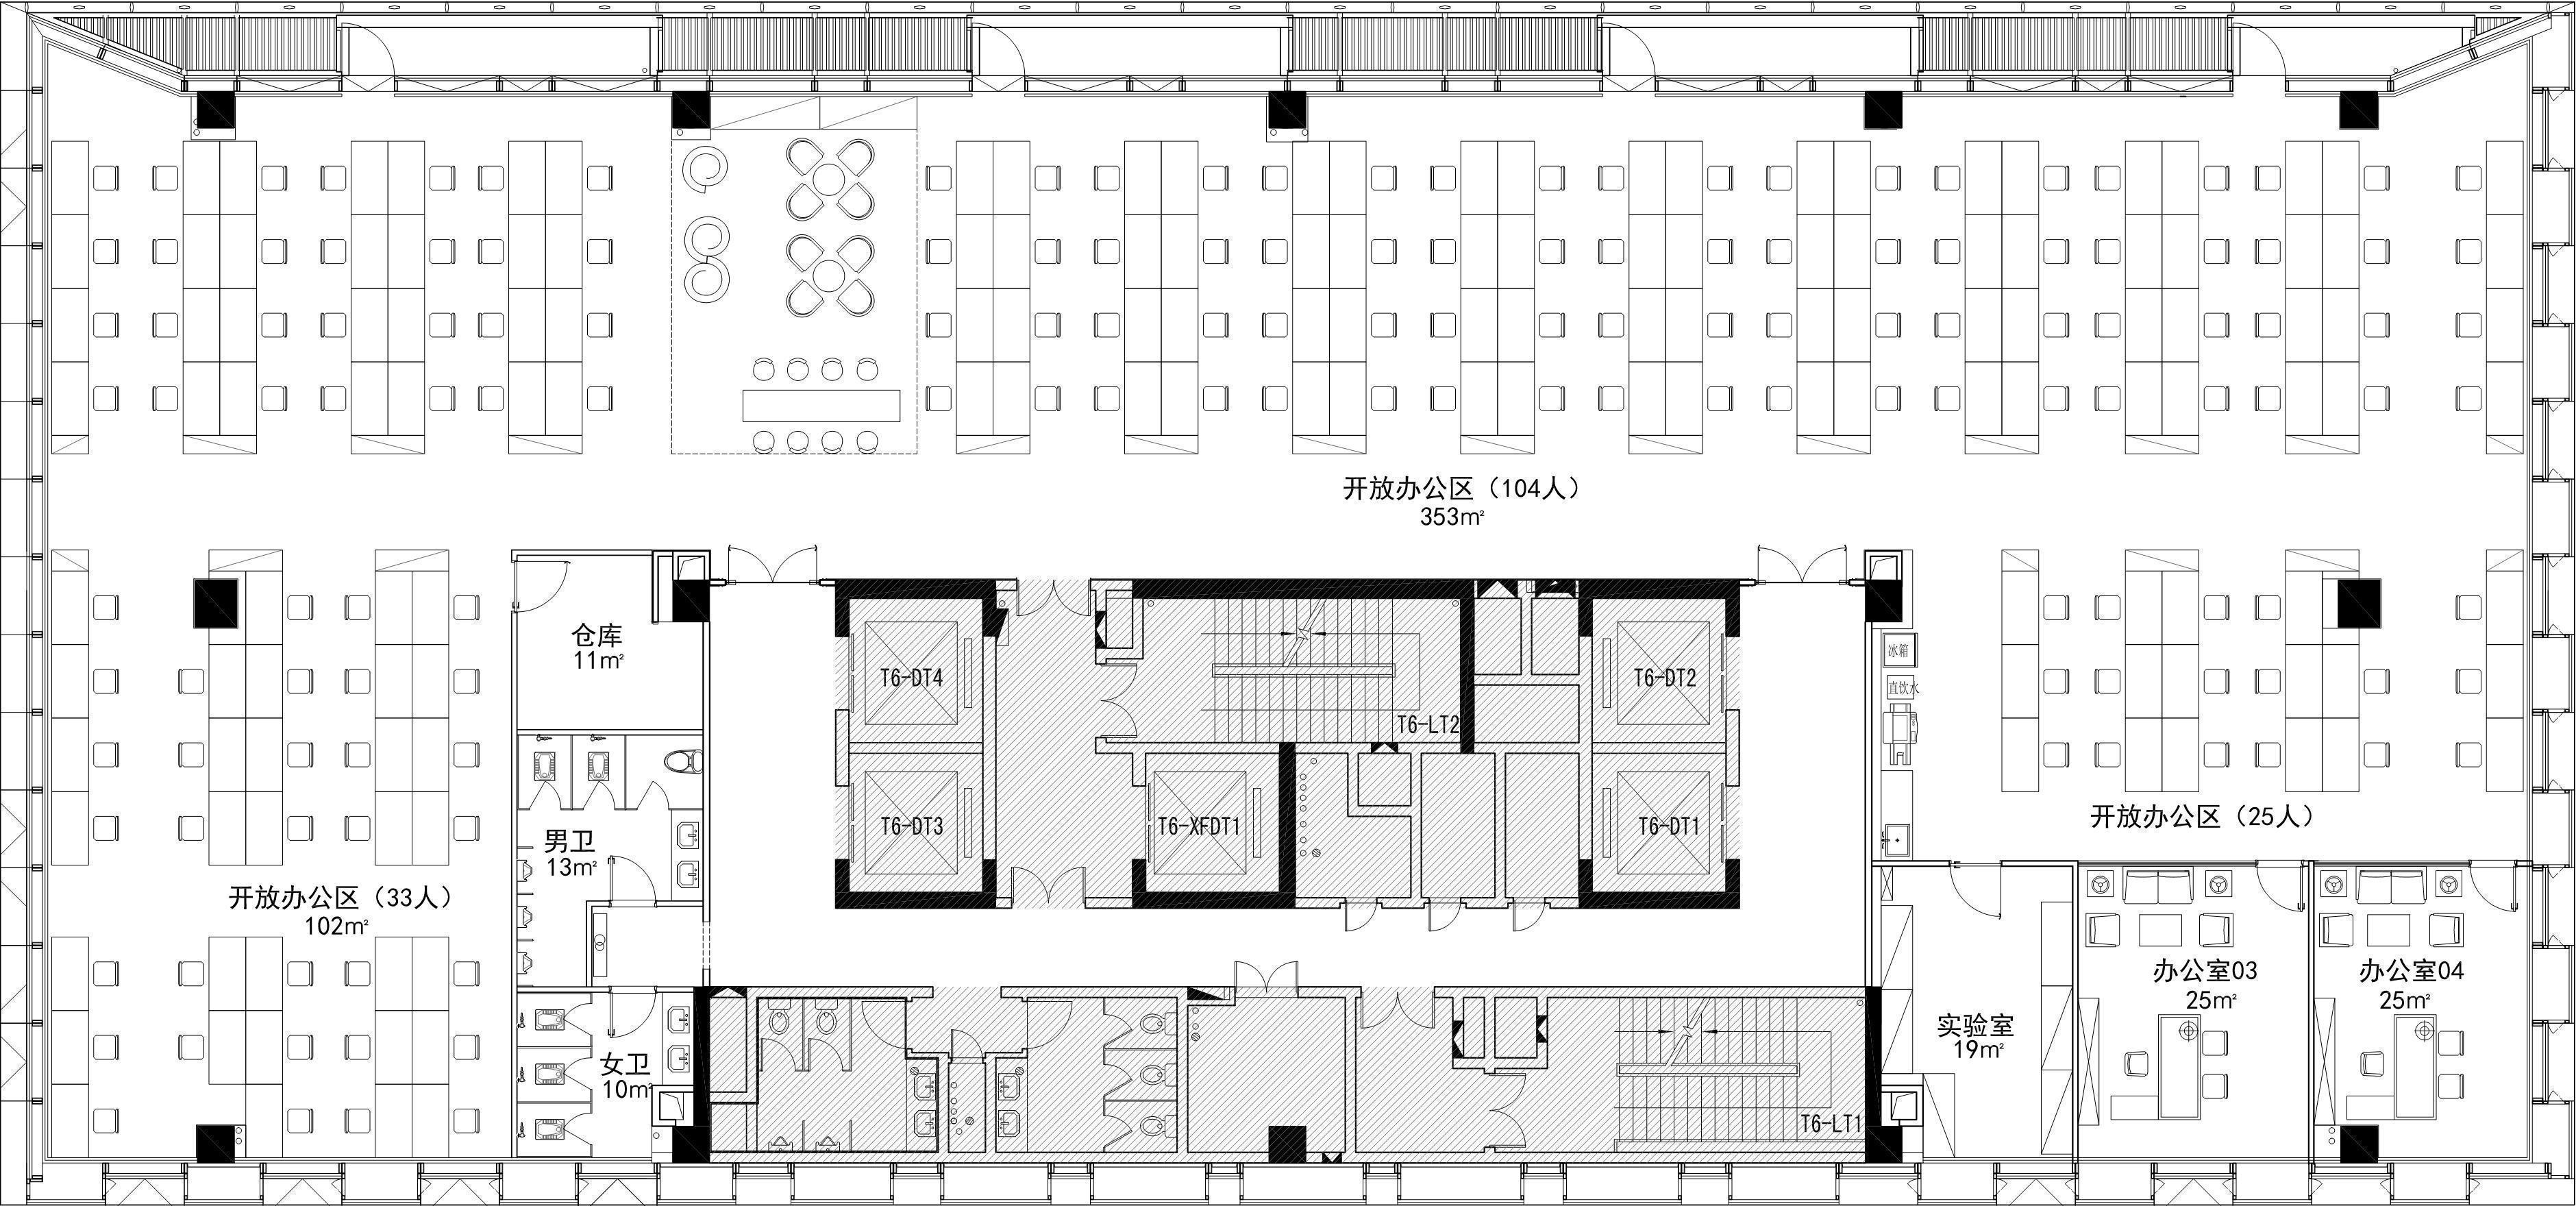 开放办公区（104人）
353㎡
仓库
11㎡
T6-DT4
T6-LT2
T6-DT2
冰箱
直饮水
男卫
13㎡
T6-DT3
T6-XFDT1
T6-DT1
开放办公区（25人）
开放办公区（33人）
102㎡
办公室03
25㎡
办公室04
25㎡
实验室
19㎡
女卫
10㎡
T6-LT1